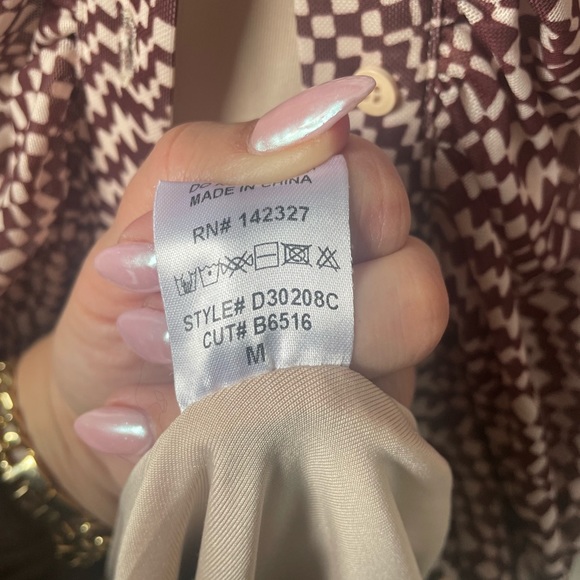 MADE IN CHINA
RN# 142327
STYLE# D30208C
CUT# B6516
M